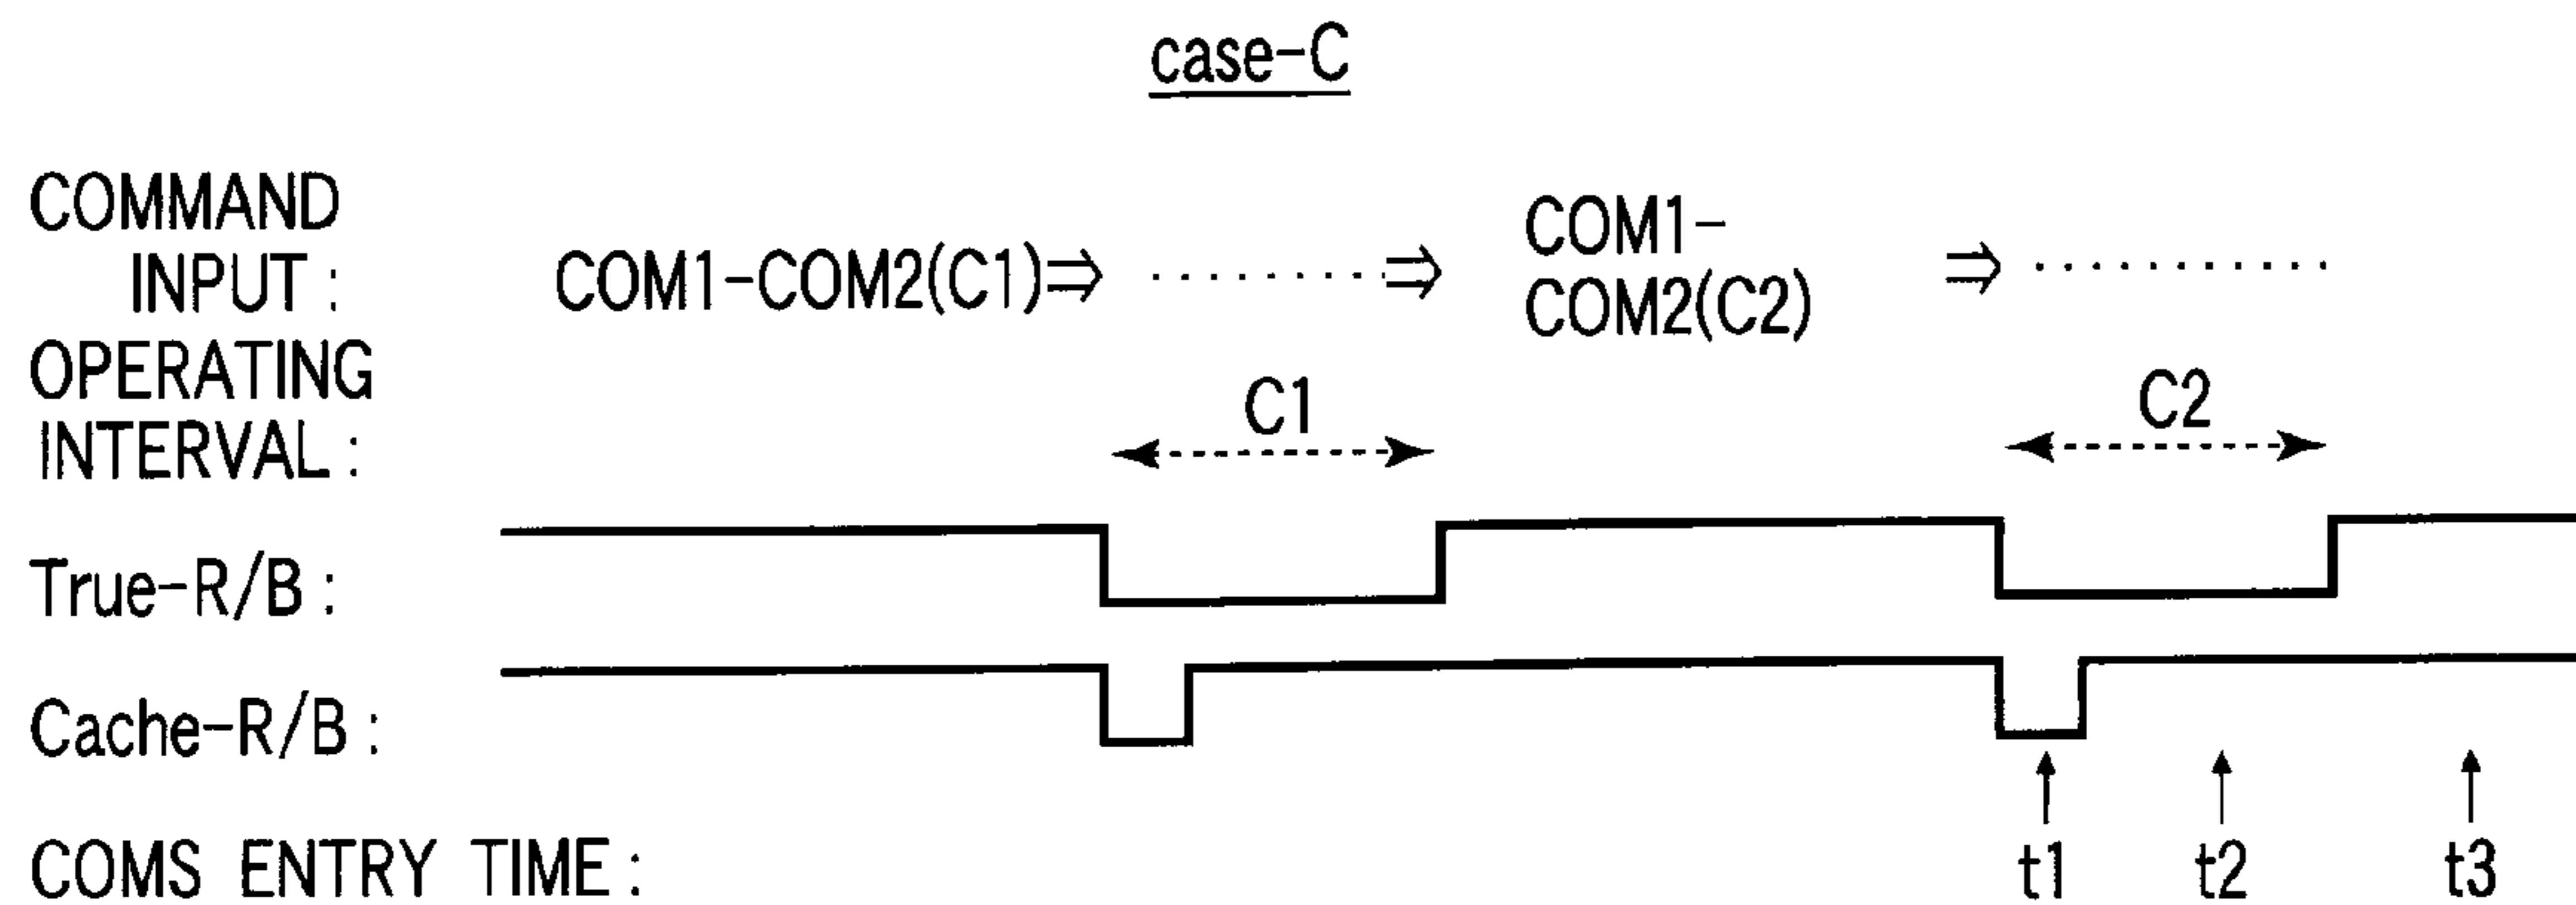 case-C
COMMAND
INPUT :
COM1-COM2(C1)⇒ ............⇒
COM1-
COM2(C2)
⇒ ...........
OPERATING
INTERVAL :
C1
C2
True-R/B :
Cache-R/B :
COMS ENTRY TIME :
t1
t2
t3